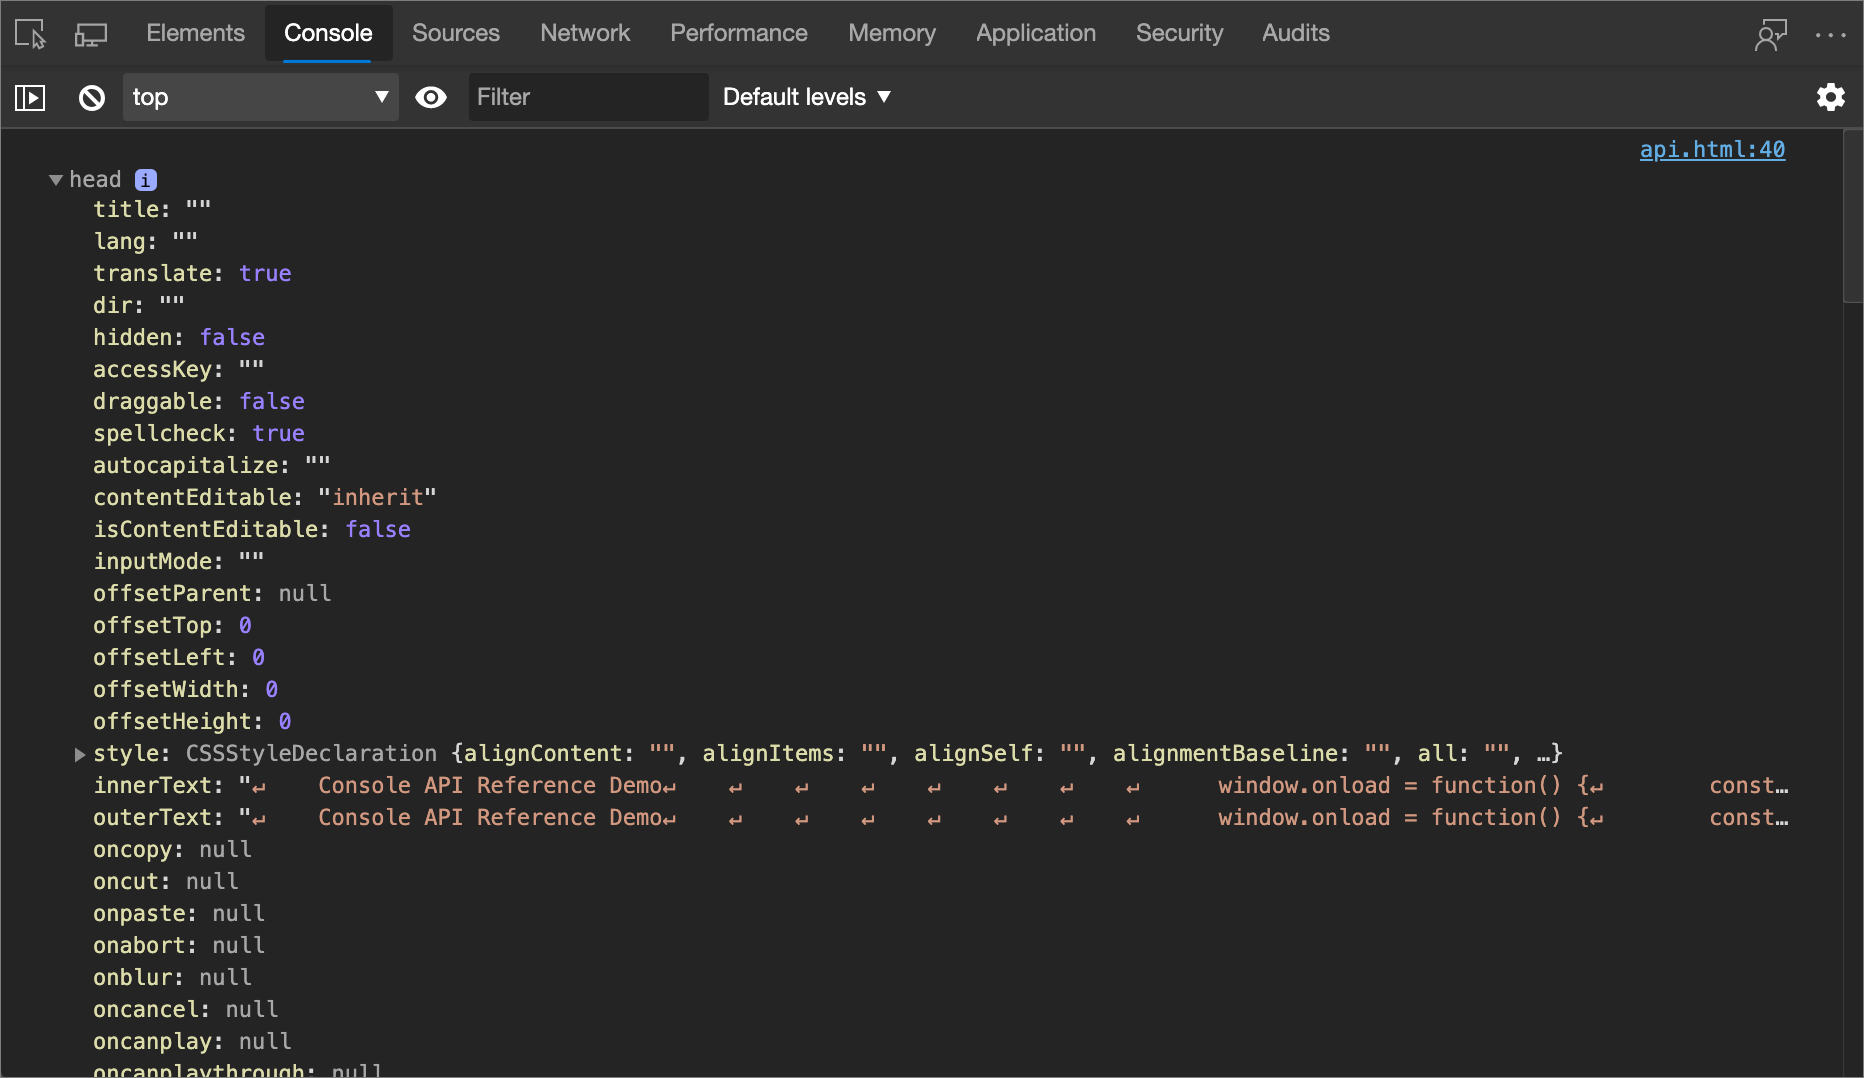 Elements Console Sources Network Performance Memory Application Security Audits
top Filter Default levels
api.html:40
head i
title: ""
lang: ""
translate: true
dir: ""
hidden: false
accessKey: ""
draggable: false
spellcheck: true
autocapitalize: ""
contentEditable: "inherit"
isContentEditable: false
inputMode: ""
offsetParent: null
offsetTop: 0
offsetLeft: 0
offsetWidth: 0
offsetHeight: 0
style: CSSStyleDeclaration {alignContent: "", alignItems: "", alignSelf: "", alignmentBaseline: "", all: "", …}
innerText: "↵    Console API Reference Demo↵    ↵    ↵    ↵    ↵    ↵    ↵    ↵      window.onload = function() {↵        const…
outerText: "↵    Console API Reference Demo↵    ↵    ↵    ↵    ↵    ↵    ↵    ↵      window.onload = function() {↵        const…
oncopy: null
oncut: null
onpaste: null
onabort: null
onblur: null
oncancel: null
oncanplay: null
oncanplaythrough: null